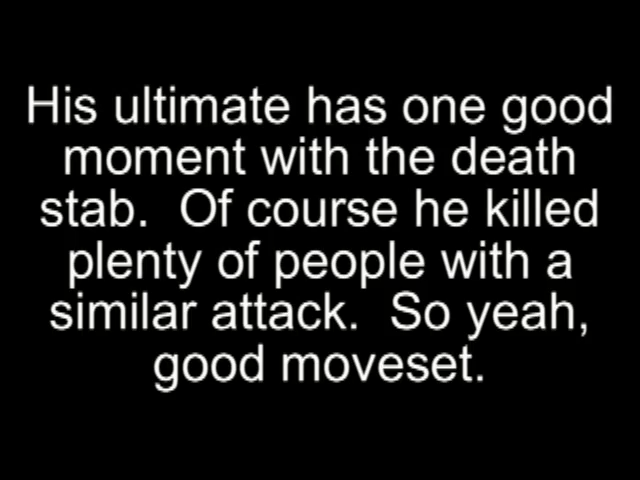 His ultimate has one good
moment with the death
stab.  Of course he killed
plenty of people with a
similar attack.  So yeah,
good moveset.